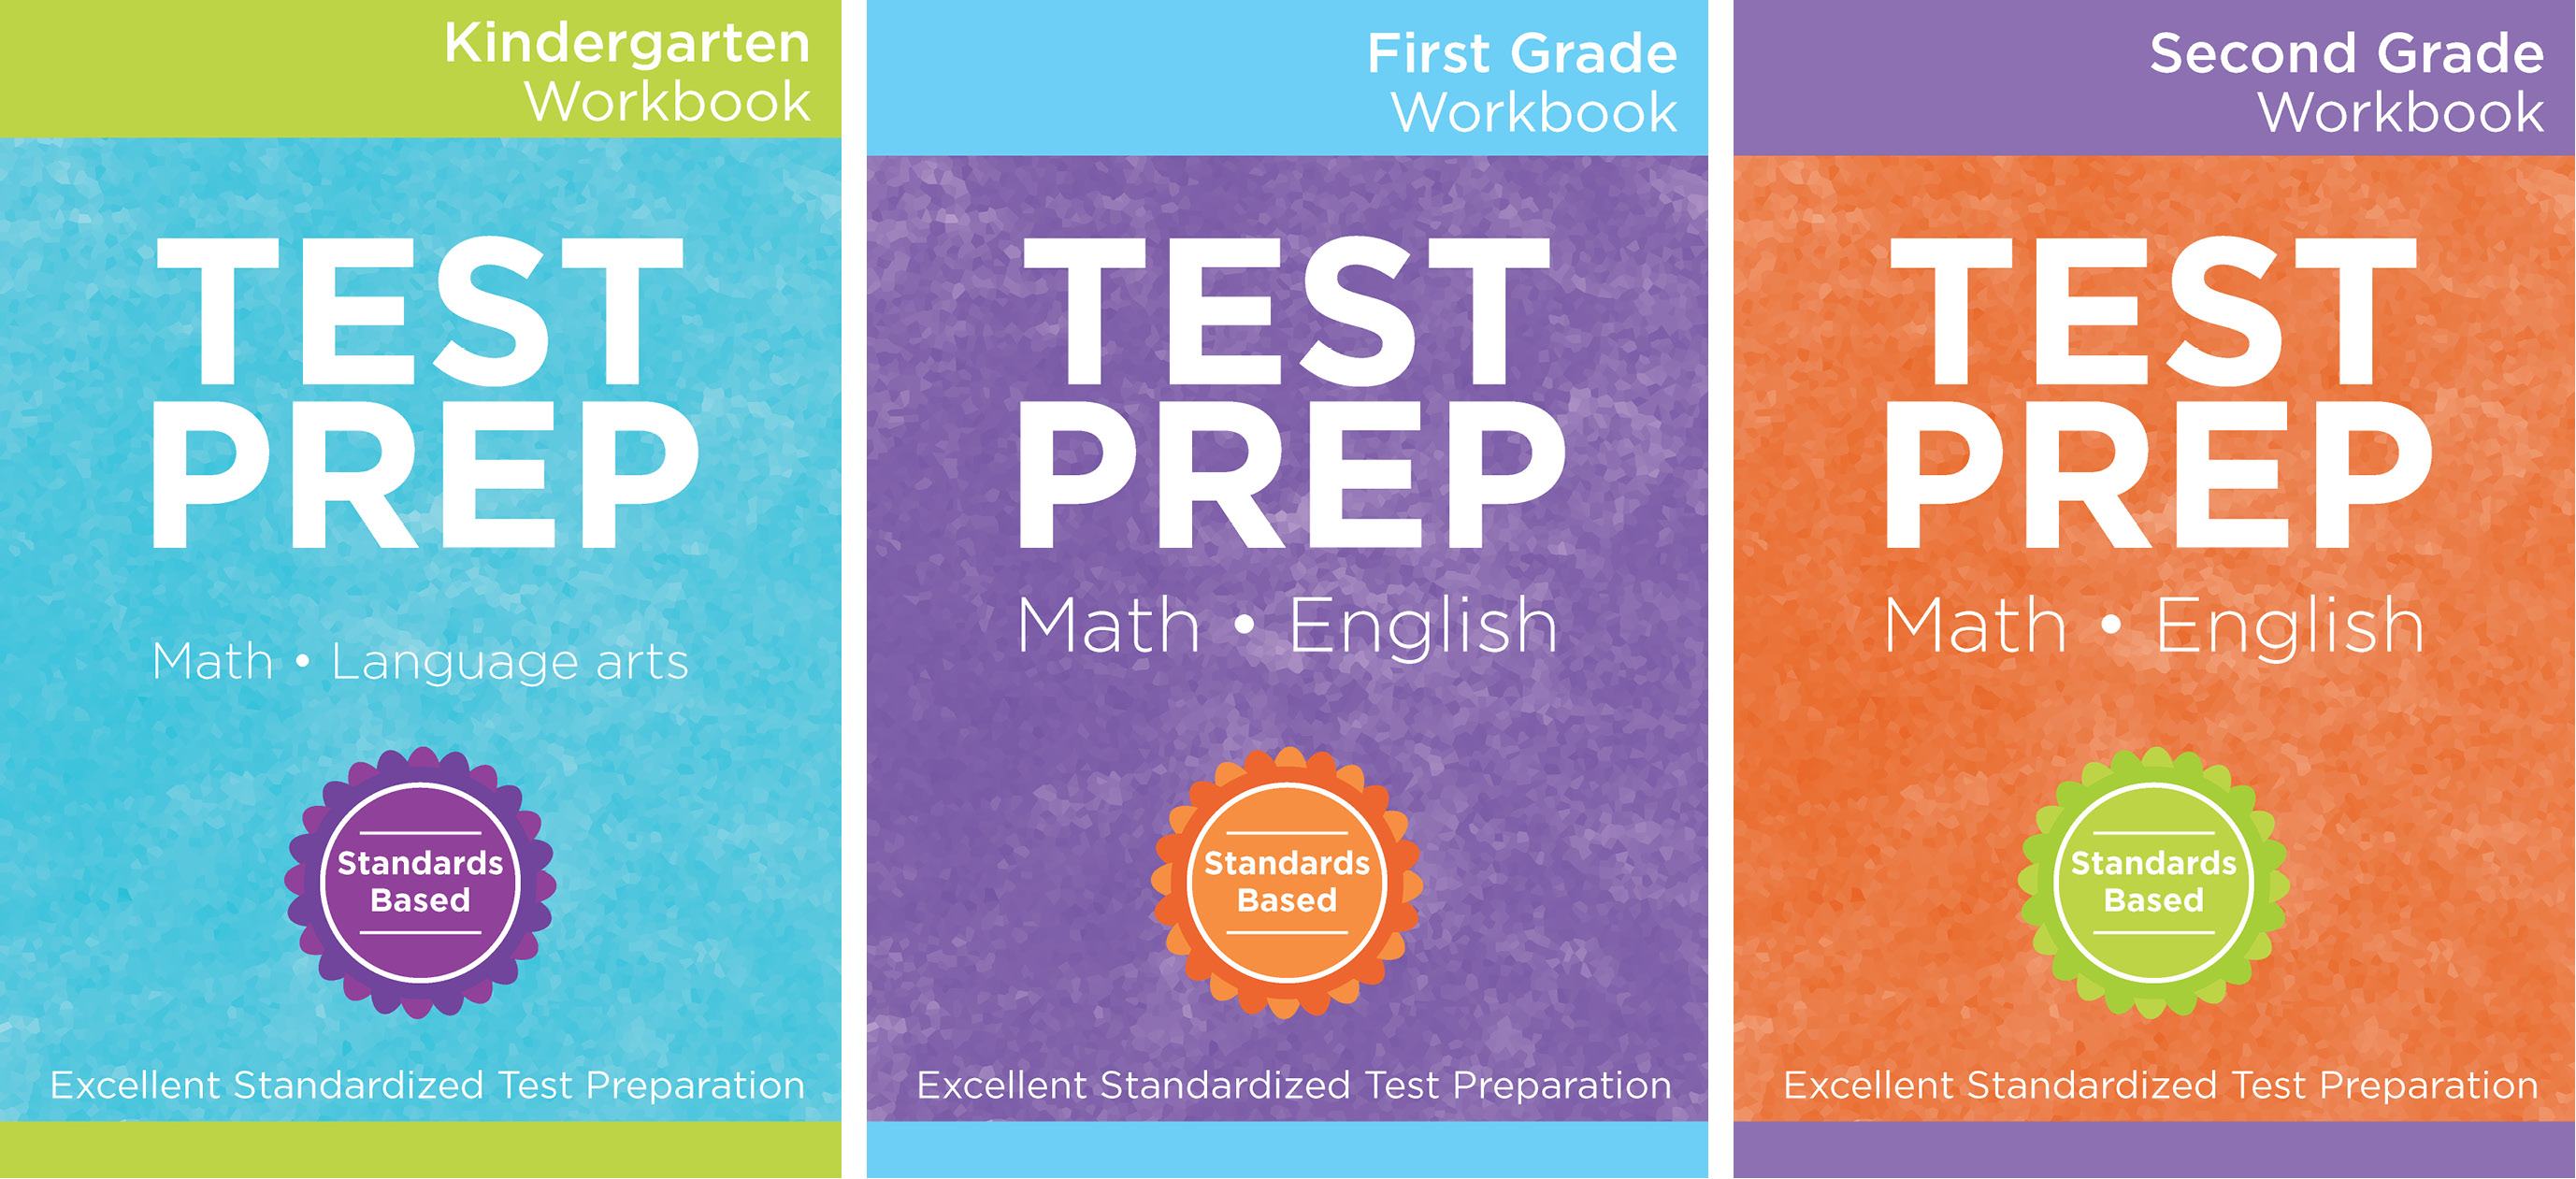 Kindergarten
Workbook
TEST
PREP
Math • Language arts
Standards
Based
Excellent Standardized Test Preparation
First Grade
Workbook
TEST
PREP
Math • English
Standards
Based
Excellent Standardized Test Preparation
Second Grade
Workbook
TEST
PREP
Math • English
Standards
Based
Excellent Standardized Test Preparation